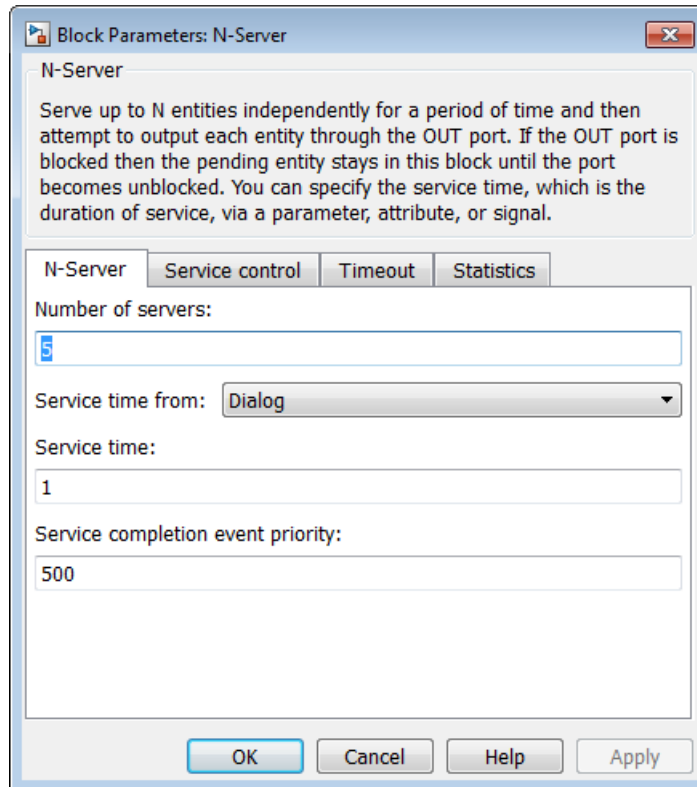 Block Parameters: N-Server
N-Server
Serve up to N entities independently for a period of time and then
attempt to output each entity through the OUT port. If the OUT port is
blocked then the pending entity stays in this block until the port
becomes unblocked. You can specify the service time, which is the
duration of service, via a parameter, attribute, or signal.
N-Server Service control Timeout Statistics
Number of servers:
5
Service time from: Dialog
Service time:
1
Service completion event priority:
500
OK Cancel Help Apply